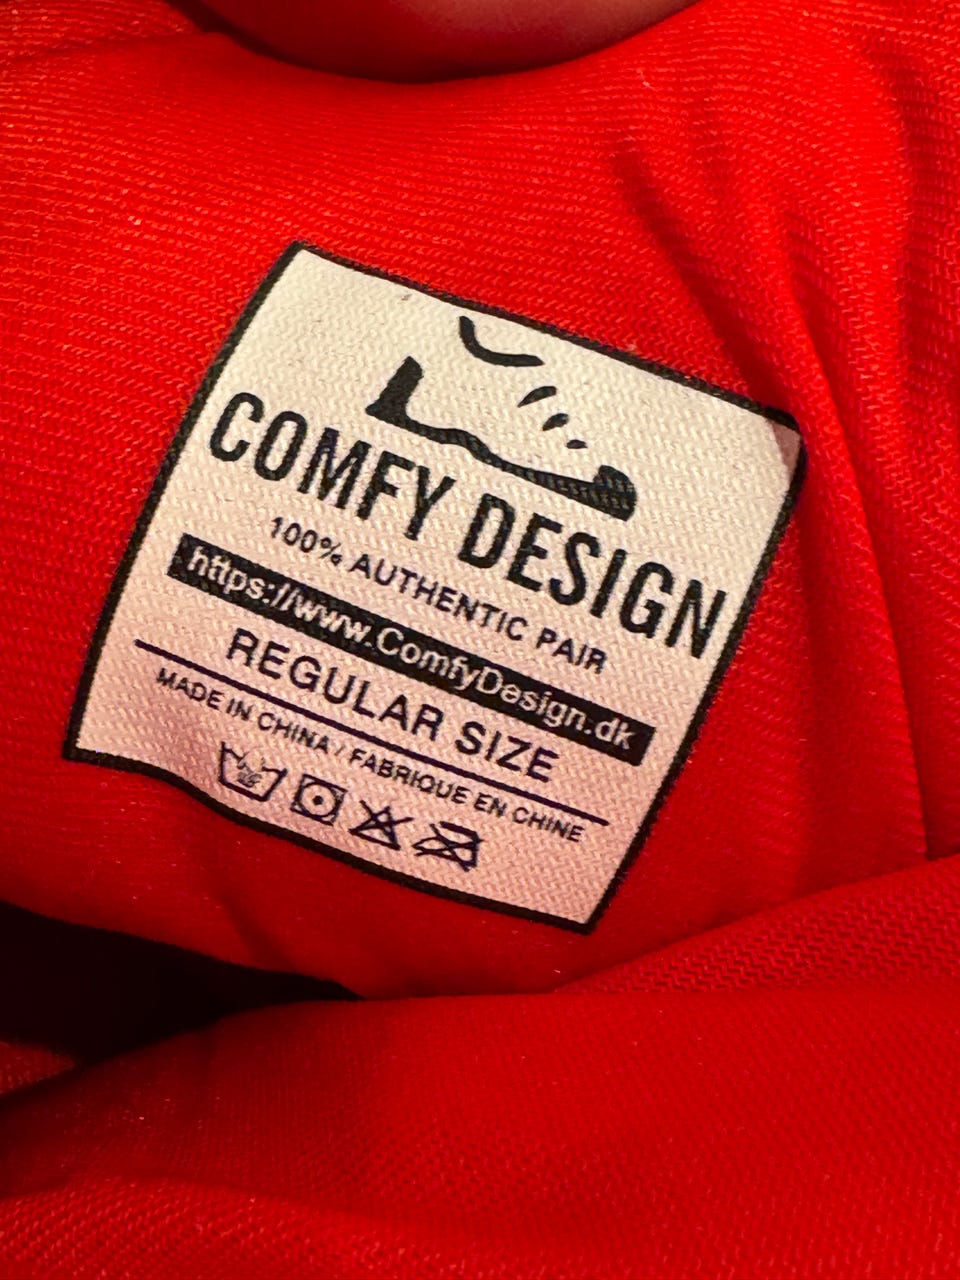 COMFY DESIGN
100% AUTHENTIC PAIR
https://www.ComfyDesign.dk
REGULAR SIZE
MADE IN CHINA / FABRIQUE EN CHINE